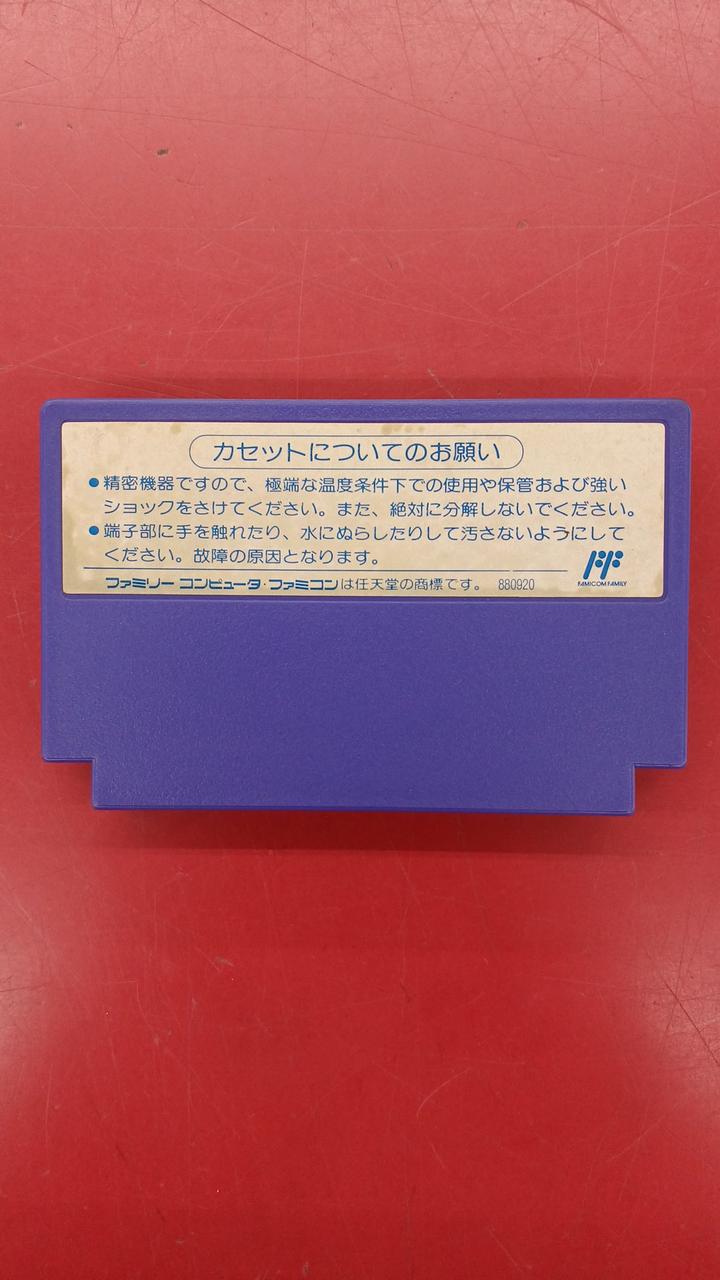 カセットについてのお願い
●精密機器ですので、極端な温度条件下での使用や保管および強い
ショックをさけてください。また、絶対に分解しないでください。
●端子部に手を触れたり、水にぬらしたりして汚さないようにして
ください。故障の原因となります。
ファミリーコンピュータ・ファミコンは任天堂の商標です。 880920
FAMICOM FAMILY